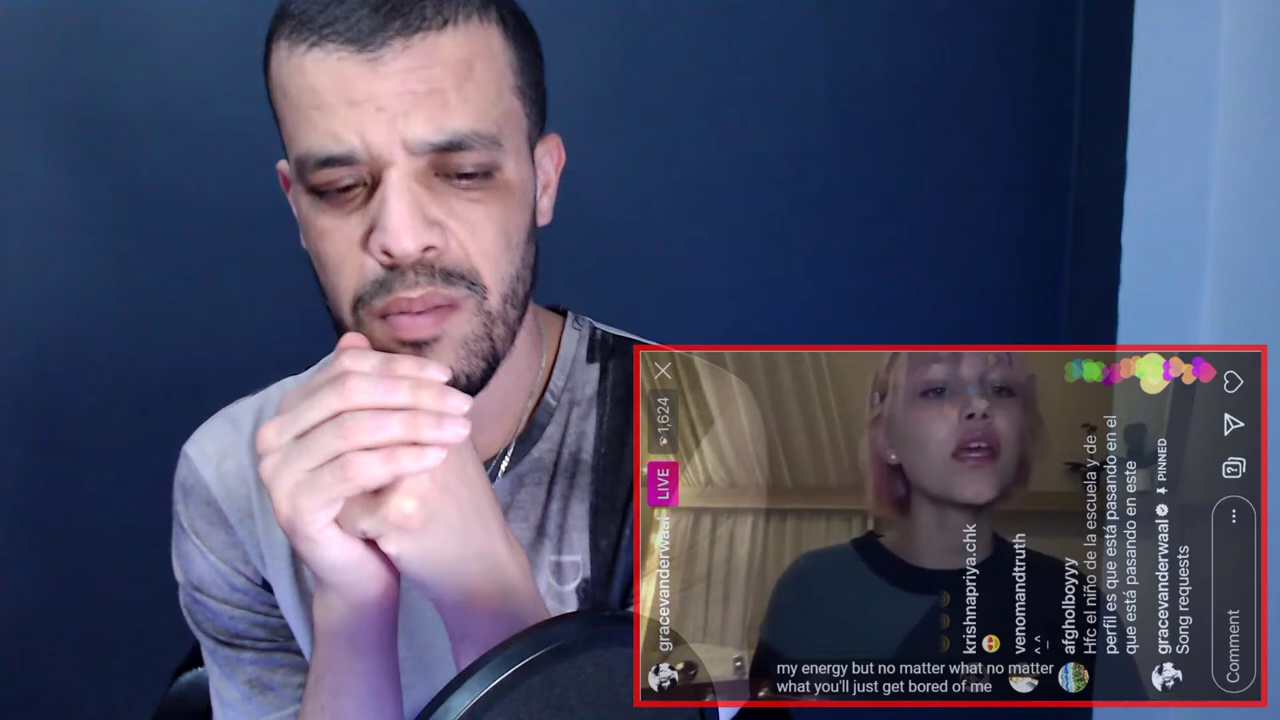 gracevanderwaal
LIVE
1,624
krishnapriya.chk
venomandtruth
^_^
afgholboyyy
Hfc el niño de la escuela y de
perfil es que está pasando en el
que está pasando en este
gracevanderwaal PINNED
Song requests
Comment
my energy but no matter what no matter
what you'll just get bored of me
D